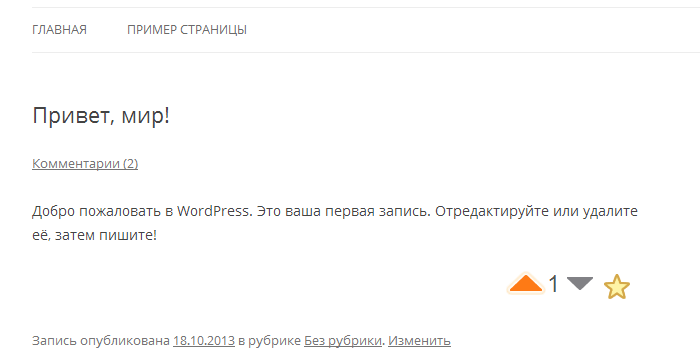 ГЛАВНАЯ ПРИМЕР СТРАНИЦЫ
Привет, мир!
Комментарии (2)
Добро пожаловать в WordPress. Это ваша первая запись. Отредактируйте или удалите
её, затем пишите!
1
Запись опубликована 18.10.2013 в рубрике Без рубрики. Изменить